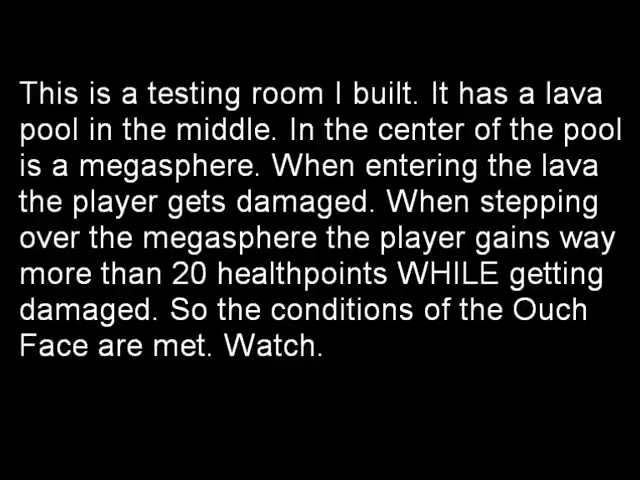 This is a testing room I built. It has a lava
pool in the middle. In the center of the pool
is a megasphere. When entering the lava
the player gets damaged. When stepping
over the megasphere the player gains way
more than 20 healthpoints WHILE getting
damaged. So the conditions of the Ouch
Face are met. Watch.